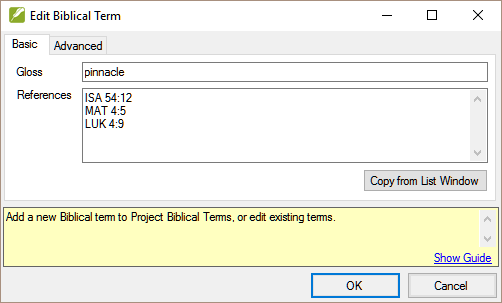 Edit Biblical Term
Basic
Advanced
Gloss
pinnacle
References
ISA 54:12
MAT 4:5
LUK 4:9
Copy from List Window
Add a new Biblical term to Project Biblical Terms, or edit existing terms.
Show Guide
OK
Cancel